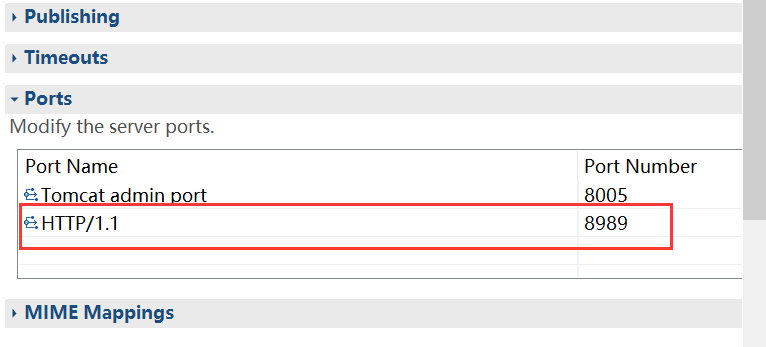 Publishing
Timeouts
Ports
Modify the server ports.
Port Name Port Number
Tomcat admin port 8005
HTTP/1.1 8989
MIME Mappings